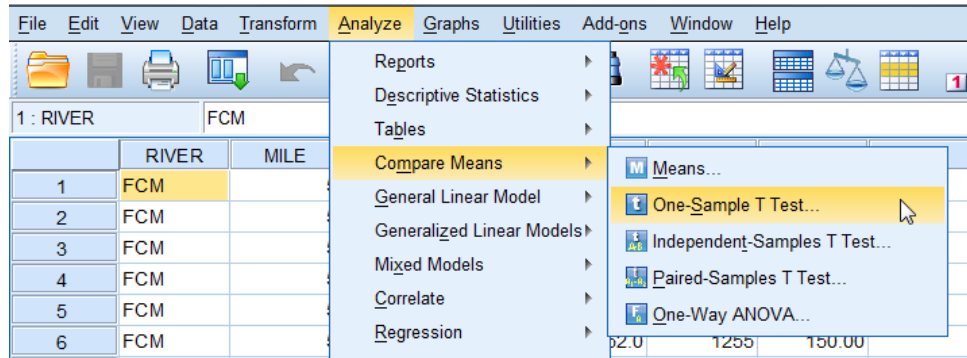 File Edit View Data Transform Analyze Graphs Utilities Add-ons Window Help
1
1 : RIVER FCM
RIVER MILE
1 FCM
2 FCM
3 FCM
4 FCM
5 FCM
6 FCM 1255 150.00
Reports
Descriptive Statistics
Tables
Compare Means
General Linear Model
Generalized Linear Models
Mixed Models
Correlate
Regression
M Means...
t One-Sample T Test...
Independent-Samples T Test...
Paired-Samples T Test...
One-Way ANOVA...